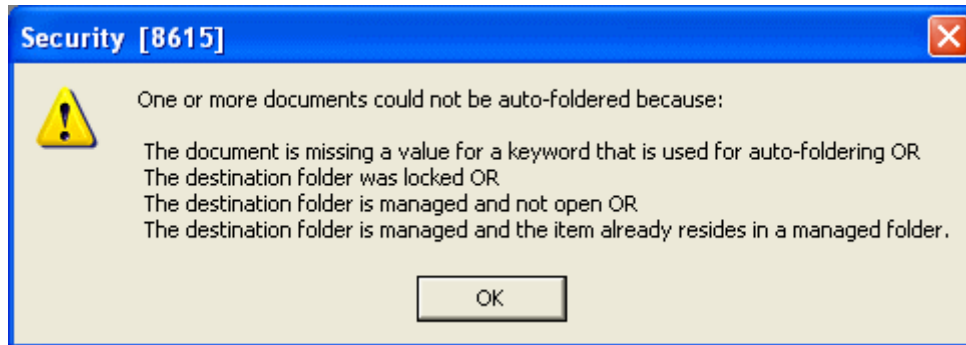 Security [8615]
One or more documents could not be auto-foldered because:
The document is missing a value for a keyword that is used for auto-foldering OR
The destination folder was locked OR
The destination folder is managed and not open OR
The destination folder is managed and the item already resides in a managed folder.
OK